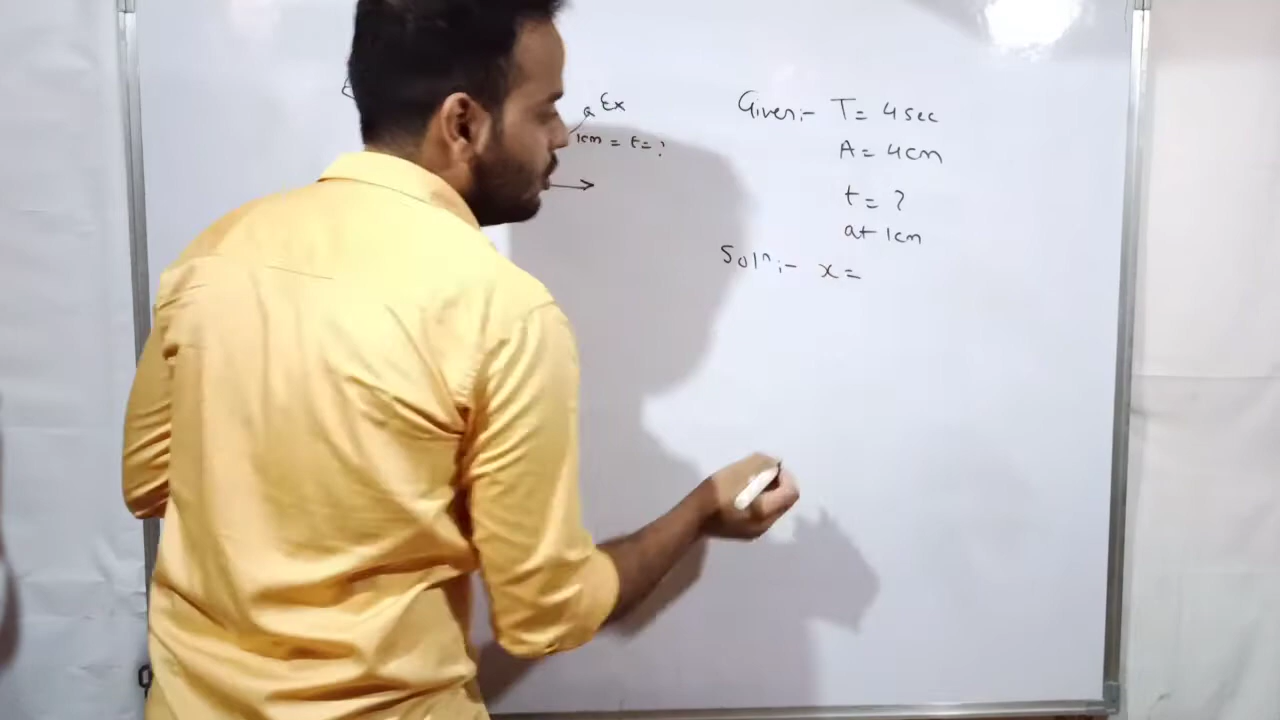 a Ex
1cm = t= ?
Given:- T= 4sec
A= 4cm
t= ?
at 1cm
Solⁿ:- x=